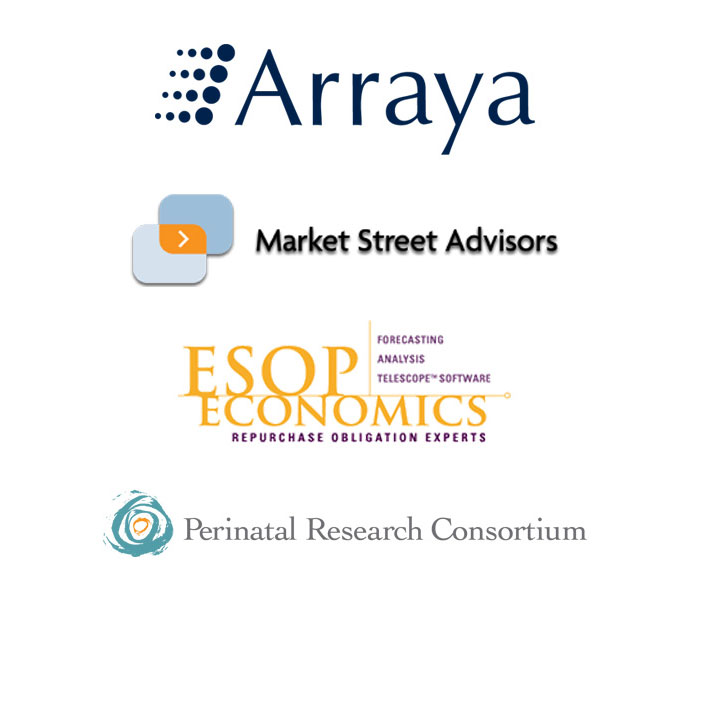 Arraya
Market Street Advisors
ESOP
FORECASTING
ANALYSIS
TELESCOPE™ SOFTWARE
ECONOMICS
REPURCHASE OBLIGATION EXPERTS
Perinatal Research Consortium